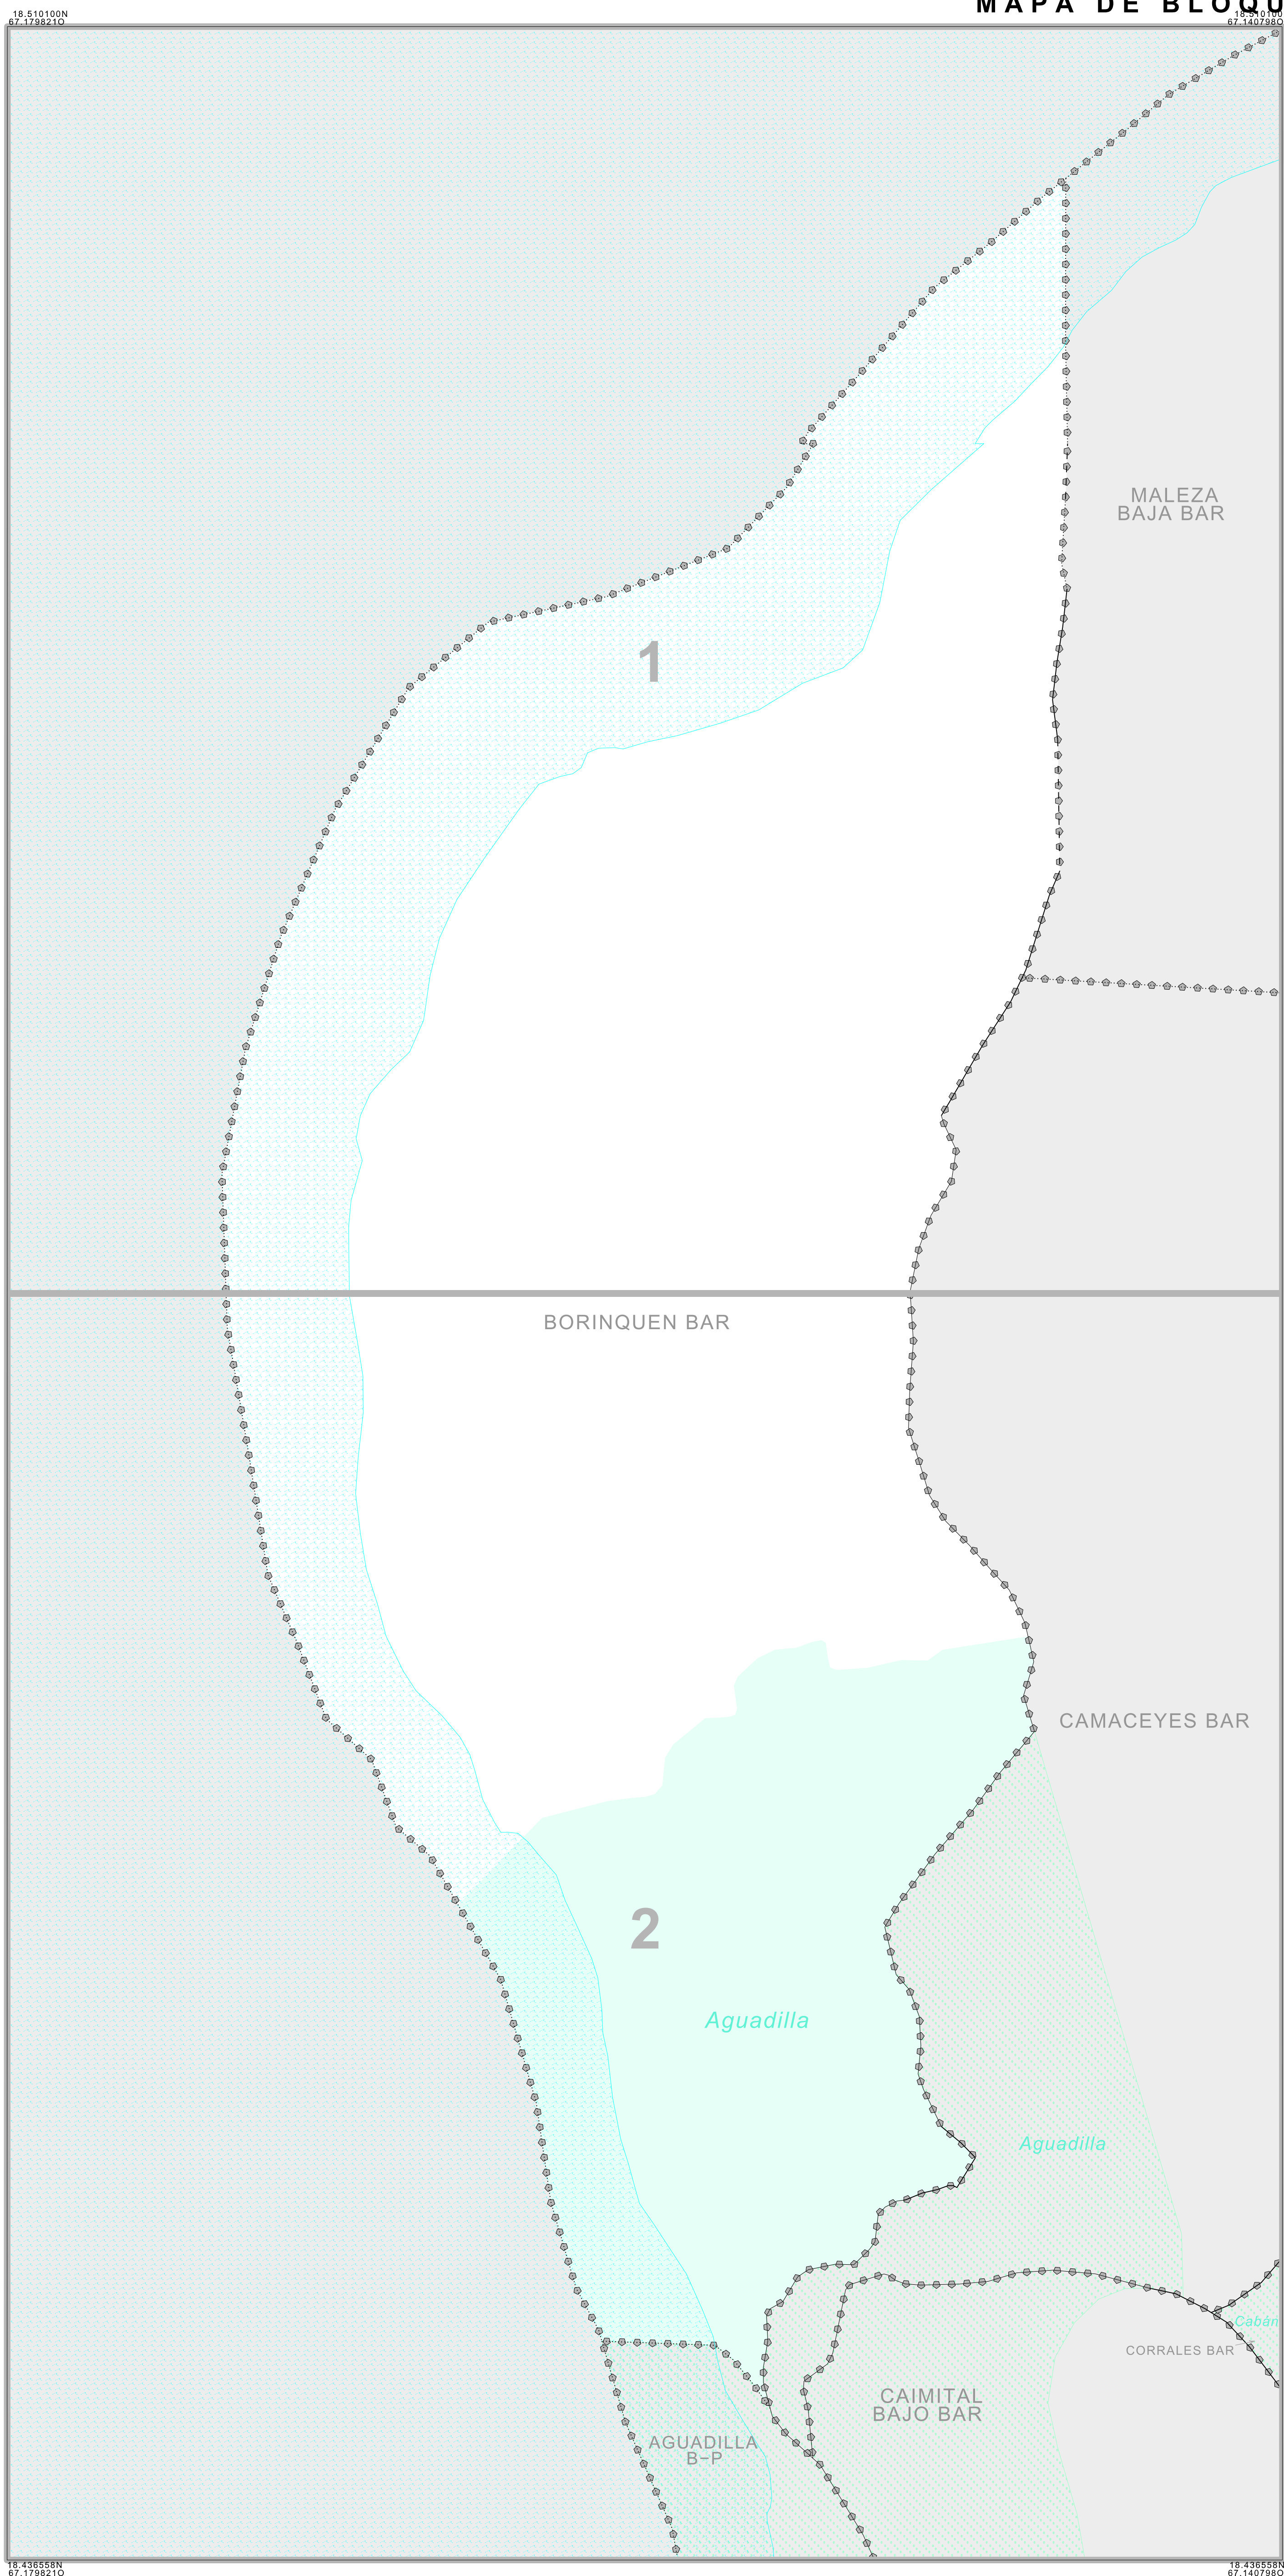 MAPA DE BLOQU
18.510100N
67.179821O
18.510100
67.140798O
MALEZA
BAJA BAR
1
BORINQUEN BAR
CAMACEYES BAR
2
Aguadilla
Aguadilla
Cabán
CORRALES BAR
CAIMITAL
BAJO BAR
AGUADILLA
B–P
18.436558N
67.179821O
18.436558N
67.140798O